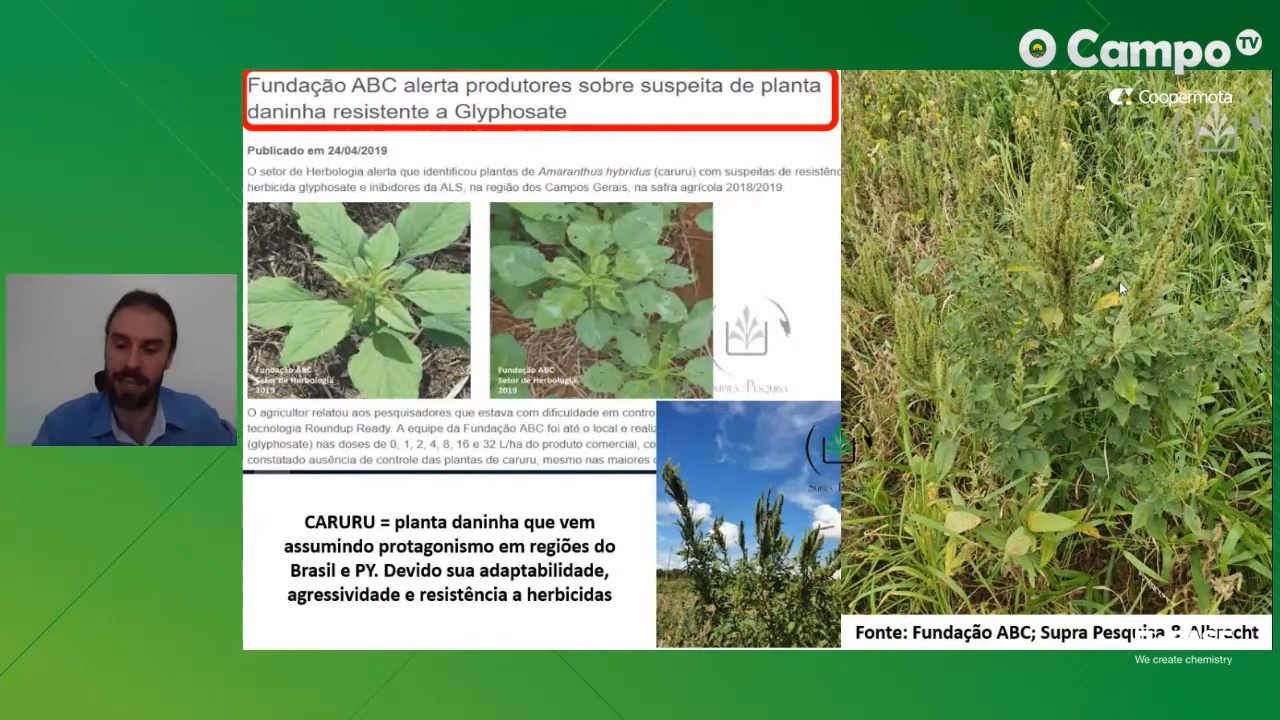 O Campo TV
Coopermota
Fundação ABC alerta produtores sobre suspeita de planta
daninha resistente a Glyphosate
Publicado em 24/04/2019
O setor de Herbologia alerta que identificou plantas de Amaranthus hybridus (caruru) com suspeitas de resistênc
herbicida glyphosate e inibidores da ALS, na região dos Campos Gerais, na safra agrícola 2018/2019.
Fundação ABC
Setor de Herbologia
2019
Fundação ABC
Setor de Herbologia
2019
Supra Pesquisa
O agricultor relatou aos pesquisadores que estava com dificuldade em contro
tecnologia Roundup Ready. A equipe da Fundação ABC foi até o local e realiz
(glyphosate) nas doses de 0, 1, 2, 4, 8, 16 e 32 L/ha do produto comercial, co
constatado ausência de controle das plantas de caruru, mesmo nas maiores
CARURU = planta daninha que vem
assumindo protagonismo em regiões do
Brasil e PY. Devido sua adaptabilidade,
agressividade e resistência a herbicidas
Fonte: Fundação ABC; Supra Pesquisa & Albrecht
We create chemistry